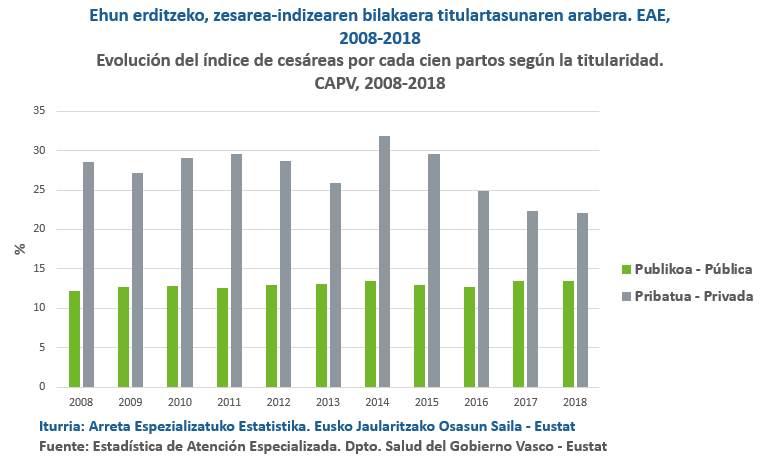 Ehun erditzeko, zesarea-indizearen bilakaera titulartasunaren arabera. EAE,
2008-2018
Evolución del índice de cesáreas por cada cien partos según la titularidad.
CAPV, 2008-2018
35
30
25
20
15
10
5
0
%
2008 2009 2010 2011 2012 2013 2014 2015 2016 2017 2018
Publikoa - Pública
Pribatua - Privada
Iturria: Arreta Espezializatuko Estatistika. Eusko Jaularitzako Osasun Saila - Eustat
Fuente: Estadística de Atención Especializada. Dpto. Salud del Gobierno Vasco - Eustat